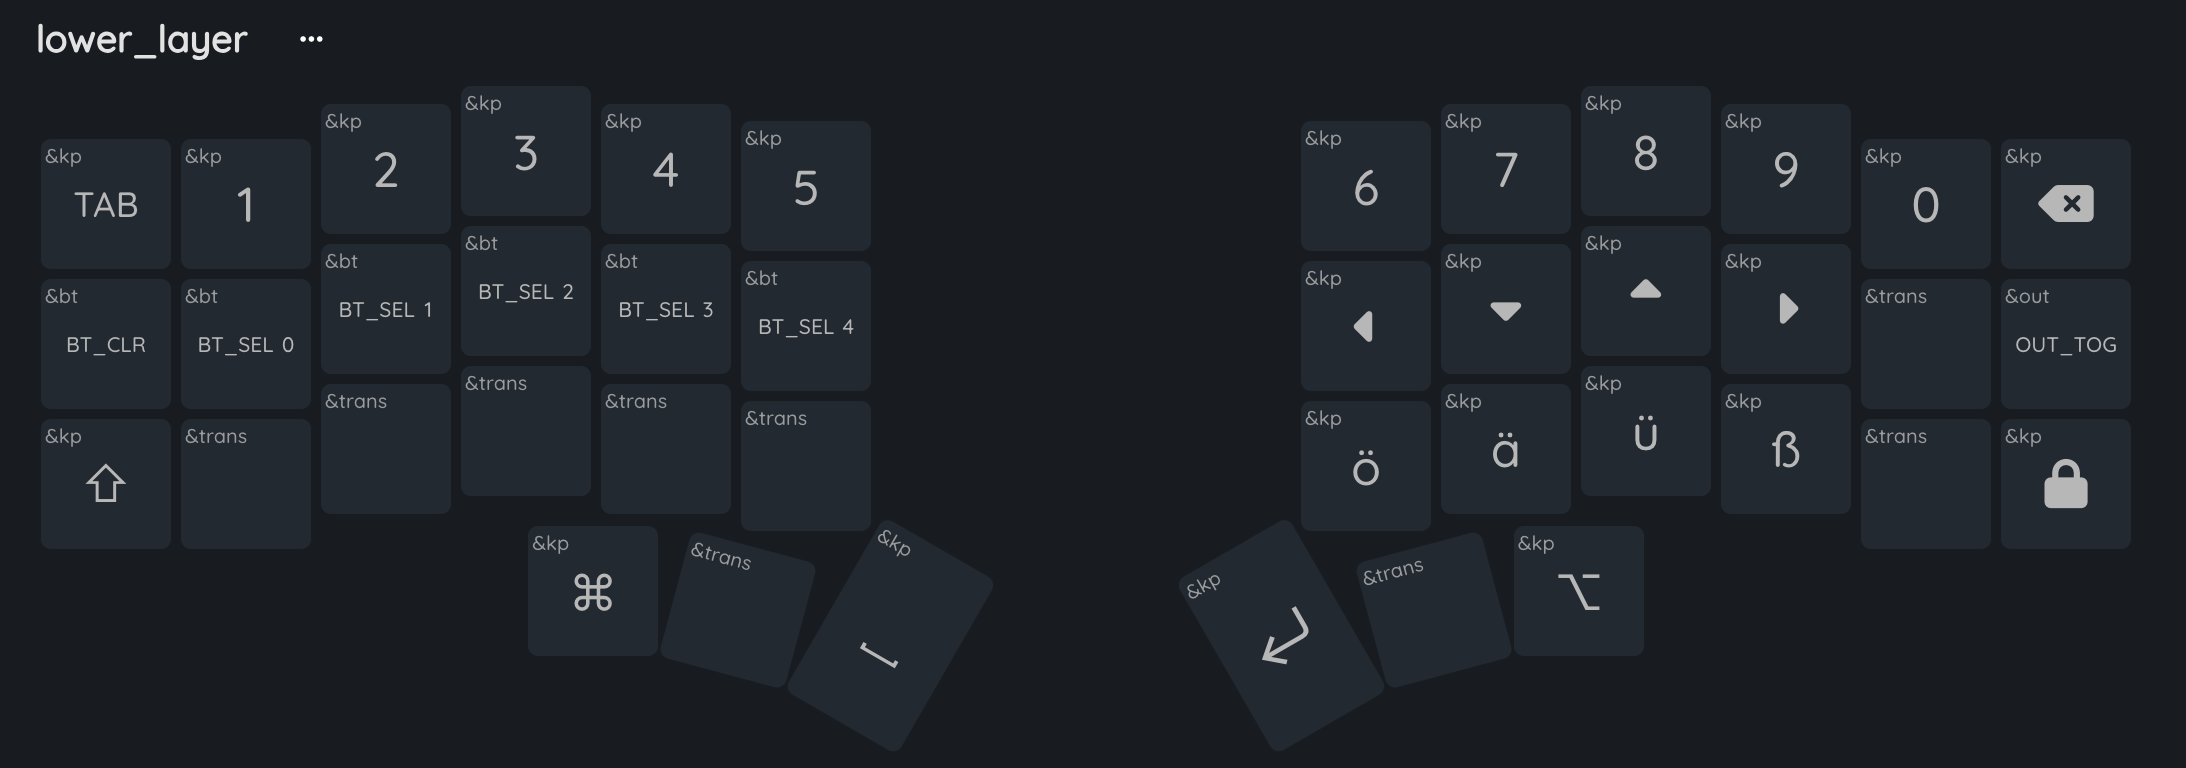 lower_layer ...
&kp TAB &kp 1 &kp 2 &kp 3 &kp 4 &kp 5 &kp 6 &kp 7 &kp 8 &kp 9 &kp 0 &kp
&bt BT_CLR &bt BT_SEL 0 &bt BT_SEL 1 &bt BT_SEL 2 &bt BT_SEL 3 &bt BT_SEL 4 &kp &kp &kp &kp &trans &out OUT_TOG
&kp &trans &trans &trans &trans &trans &kp ö &kp ä &kp ü &kp ß &trans &kp
&kp ⌘ &trans &kp &kp &trans &kp ⌥